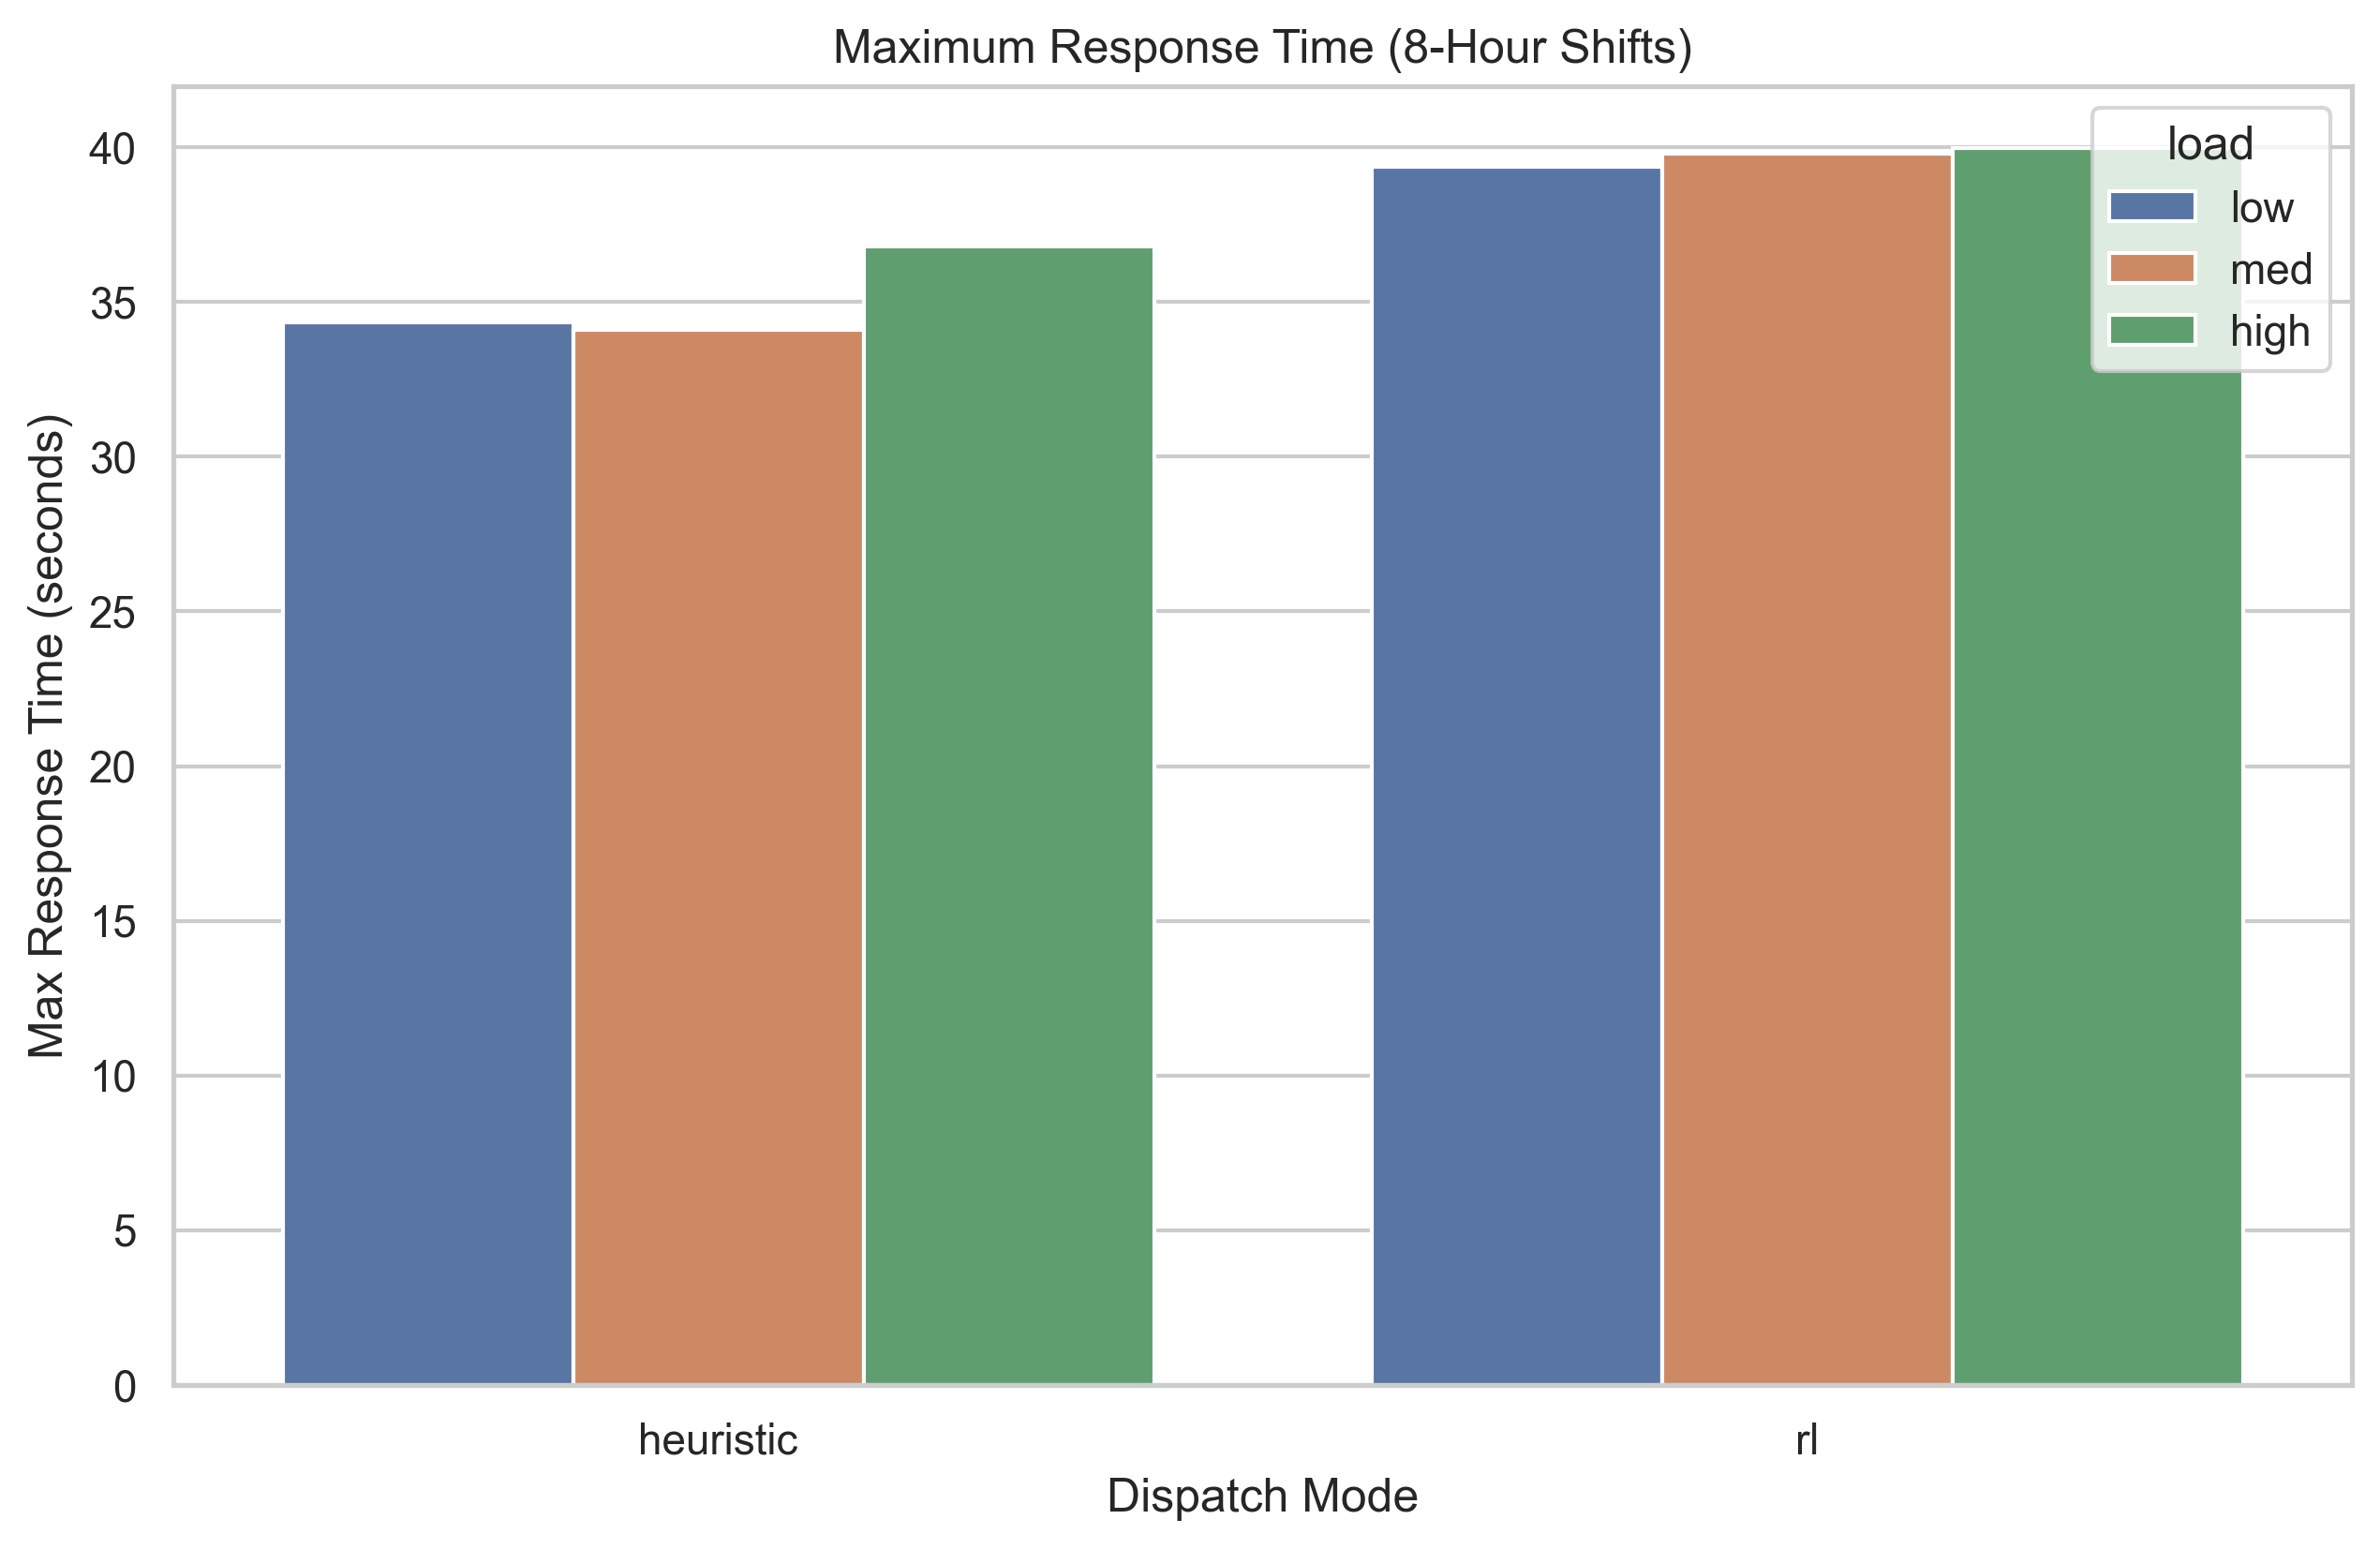 Maximum Response Time (8-Hour Shifts)
Max Response Time (seconds)
40
35
30
25
20
15
10
5
0
load
low
med
high
heuristic
rl
Dispatch Mode